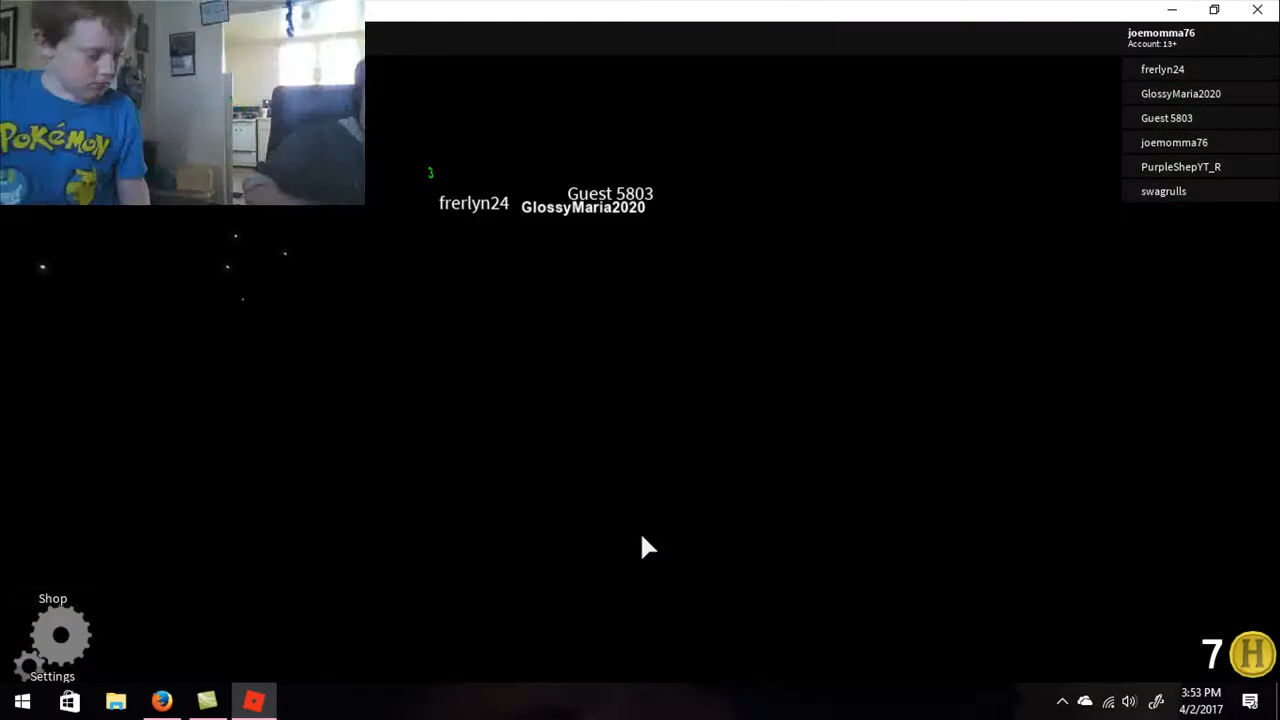 POKéMON
joemomma76
Account: 13+
frerlyn24
GlossyMaria2020
Guest 5803
joemomma76
PurpleShepYT_R
swagrulls
3
Guest 5803
frerlyn24
GlossyMaria2020
Shop
Settings
7 H
3:53 PM
4/2/2017